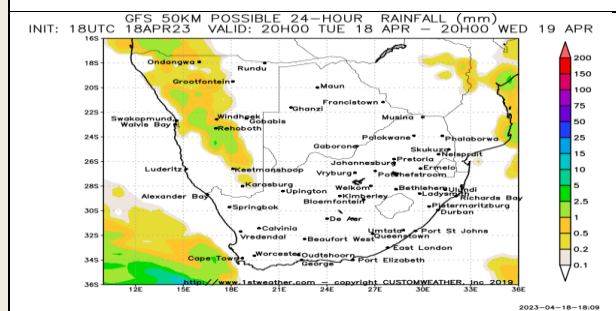 GFS 50KM POSSIBLE 24-HOUR RAINFALL (mm)
INIT: 18UTC 18APR23 VALID: 20H00 TUE 18 APR – 20H00 WED 19 APR
16S
18S
20S
22S
24S
26S
28S
30S
32S
34S
36S
Ondangwa
Rundu
Grootfontein
Maun
Francistown
Ghanzi
Swakopmund
Walvis Bay
Windhoek
Gobabis
Rehoboth
Musina
Polokwane
Phalaborwa
Gaborone
Skukuza
Nelspruit
Johannesburg
Pretoria
Ermelo
Luderitz
Keetmanshoop
Vryburg
Potchefstroom
Karasburg
Upington
Welkom
Bethlehem
Ulundi
Alexander Bay
Kimberley
Ladysmith
Richards Bay
Bloemfontein
Springbok
Pietermaritzburg
Durban
De Aar
Calvinia
Vredendal
Umtata
Port St Johns
Queenstown
Beaufort West
East London
Cape Town
Worcester
Oudtshoorn
George
Port Elizabeth
http://www.1stweather.com – copyright CUSTOMWEATHER, Inc 2019
12E
15E
18E
21E
24E
27E
30E
33E
36E
200
150
100
75
50
25
15
10
5
2.5
2
1
0.5
0.2
0.1
2023-04-18-18:09